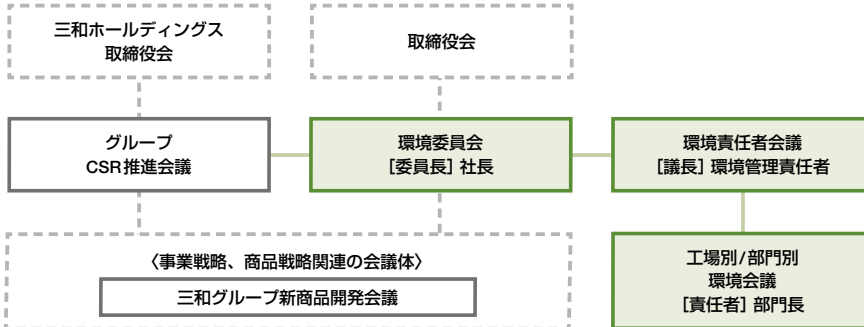 三和ホールディングス
取締役会
取締役会
グループ
CSR推進会議
環境委員会
[委員長] 社長
環境責任者会議
[議長] 環境管理責任者
〈事業戦略、商品戦略関連の会議体〉
三和グループ新商品開発会議
工場別/部門別
環境会議
[責任者] 部門長